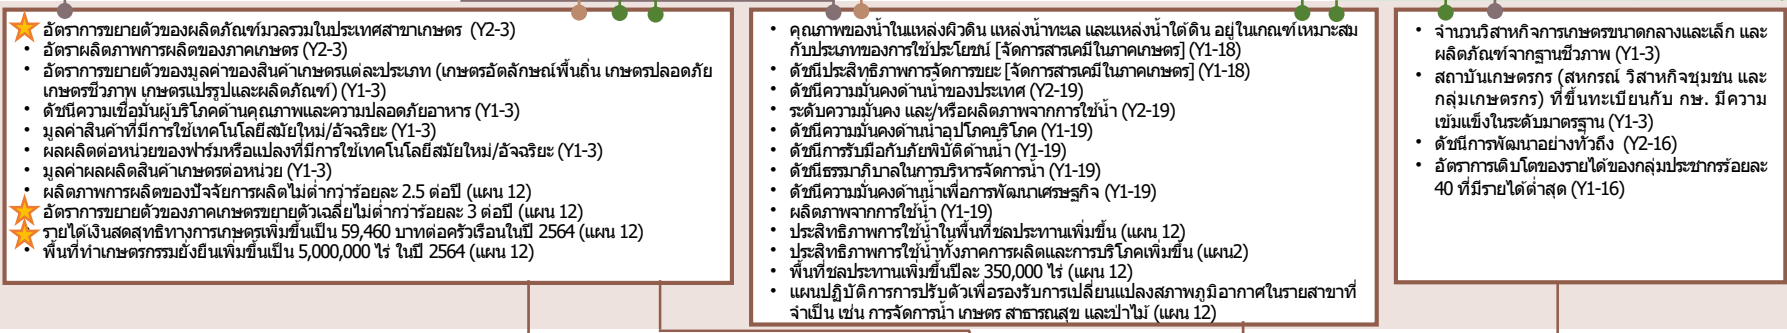 อัตราการขยายตัวของผลิตภัณฑ์มวลรวมในประเทศสาขาเกษตร (Y2-3)
• อัตราผลิตภาพการผลิตของภาคเกษตร (Y2-3)
• อัตราการขยายตัวของมูลค่าของสินค้าเกษตรแต่ละประเภท (เกษตรอัตลักษณ์พื้นถิ่น เกษตรปลอดภัย
เกษตรชีวภาพ เกษตรแปรรูปและผลิตภัณฑ์) (Y1-3)
• ดัชนีความเชื่อมั่นผู้บริโภคด้านคุณภาพและความปลอดภัยอาหาร (Y1-3)
• มูลค่าสินค้าที่มีการใช้เทคโนโลยีสมัยใหม่/อัจฉริยะ (Y1-3)
• ผลผลิตต่อหน่วยของฟาร์มหรือแปลงที่มีการใช้เทคโนโลยีสมัยใหม่/อัจฉริยะ (Y1-3)
• มูลค่าผลผลิตสินค้าเกษตรต่อหน่วย (Y1-3)
• ผลิตภาพการผลิตของปัจจัยการผลิตไม่ต่ำกว่าร้อยละ 2.5 ต่อปี (แผน 12)
อัตราการขยายตัวของภาคเกษตรขยายตัวเฉลี่ยไม่ต่ำกว่าร้อยละ 3 ต่อปี (แผน 12)
รายได้เงินสดสุทธิทางการเกษตรเพิ่มขึ้นเป็น 59,460 บาทต่อครัวเรือนในปี 2564 (แผน 12)
• พื้นที่ทำเกษตรกรรมยั่งยืนเพิ่มขึ้นเป็น 5,000,000 ไร่ ในปี 2564 (แผน 12)
• คุณภาพของน้ำในแหล่งผิวดิน แหล่งน้ำทะเล และแหล่งน้ำใต้ดิน อยู่ในเกณฑ์เหมาะสม
กับประเภทของการใช้ประโยชน์ [จัดการสารเคมีในภาคเกษตร] (Y1-18)
• ดัชนีประสิทธิภาพการจัดการขยะ [จัดการสารเคมีในภาคเกษตร] (Y1-18)
• ดัชนีความมั่นคงด้านน้ำของประเทศ (Y2-19)
• ระดับความมั่นคง และ/หรือผลิตภาพจากการใช้น้ำ (Y2-19)
• ดัชนีความมั่นคงด้านน้ำอุปโภคบริโภค (Y1-19)
• ดัชนีการรับมือกับภัยพิบัติด้านน้ำ (Y1-19)
• ดัชนีธรรมาภิบาลในการบริหารจัดการน้ำ (Y1-19)
• ดัชนีความมั่นคงด้านน้ำเพื่อการพัฒนาเศรษฐกิจ (Y1-19)
• ผลิตภาพจากการใช้น้ำ (Y1-19)
• ประสิทธิภาพการใช้น้ำในพื้นที่ชลประทานเพิ่มขึ้น (แผน 12)
• ประสิทธิภาพการใช้น้ำทั้งภาคการผลิตและการบริโภคเพิ่มขึ้น (แผน2)
• พื้นที่ชลประทานเพิ่มขึ้นปีละ 350,000 ไร่ (แผน 12)
• แผนปฏิบัติการการปรับตัวเพื่อรองรับการเปลี่ยนแปลงสภาพภูมิอากาศในรายสาขาที่
จำเป็น เช่น การจัดการน้ำ เกษตร สาธารณสุข และป่าไม้ (แผน 12)
• จำนวนวิสาหกิจการเกษตรขนาดกลางและเล็ก และ
ผลิตภัณฑ์จากฐานชีวภาพ (Y1-3)
• สถาบันเกษตรกร (สหกรณ์ วิสาหกิจชุมชน และ
กลุ่มเกษตรกร) ที่ขึ้นทะเบียนกับ กษ. มีความ
เข้มแข็งในระดับมาตรฐาน (Y1-3)
• ดัชนีการพัฒนาอย่างทั่วถึง (Y2-16)
• อัตราการเติบโตของรายได้ของกลุ่มประชากรร้อยละ
40 ที่มีรายได้ต่ำสุด (Y1-16)